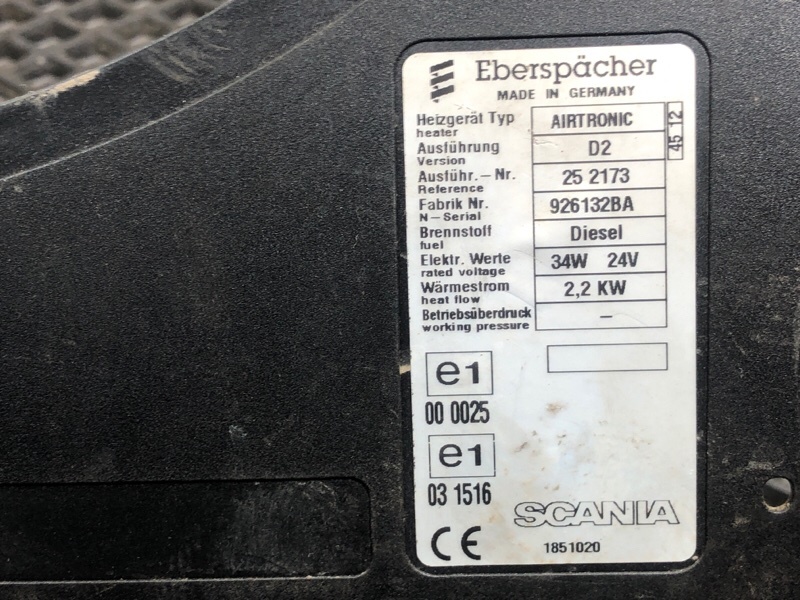 Eberspächer
MADE IN GERMANY
Heizgerät Typ AIRTRONIC 45 12
heater
Ausführung D2
Version
Ausführ.-Nr. 25 2173
Reference
Fabrik Nr. 926132BA
N-Serial
Brennstoff Diesel
fuel
Elektr. Werte 34W 24V
rated voltage
Wärmestrom 2,2 KW
heat flow
Betriebsüberdruck –
working pressure
e1
00 0025
e1
03 1516
SCANIA
CE 1851020